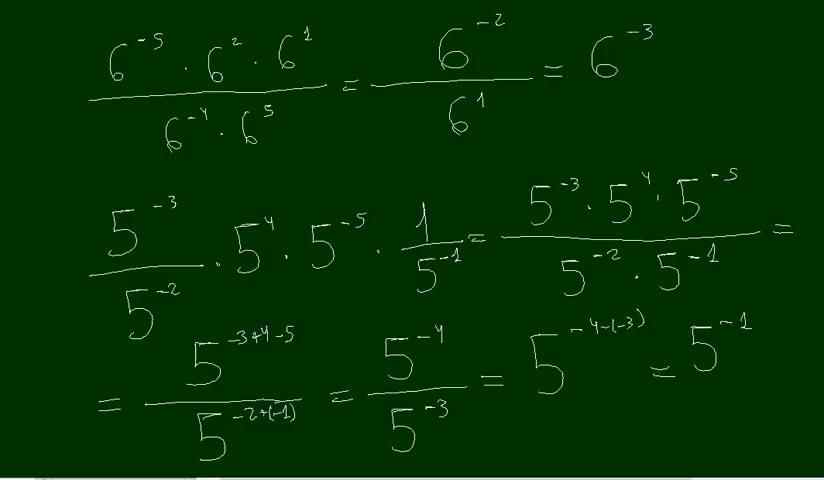 6^-5 · 6^2 · 6^1 / 6^-4 · 6^5 = 6^-2 / 6^1 = 6^-3
5^-3 / 5^-2 · 5^4 · 5^-5 · 1 / 5^-1 = 5^-3 · 5^4 · 5^-5 / 5^-2 · 5^-1 =
= 5^-3+4-5 / 5^-2+(-1) = 5^-4 / 5^-3 = 5^-4-(-3) = 5^-1